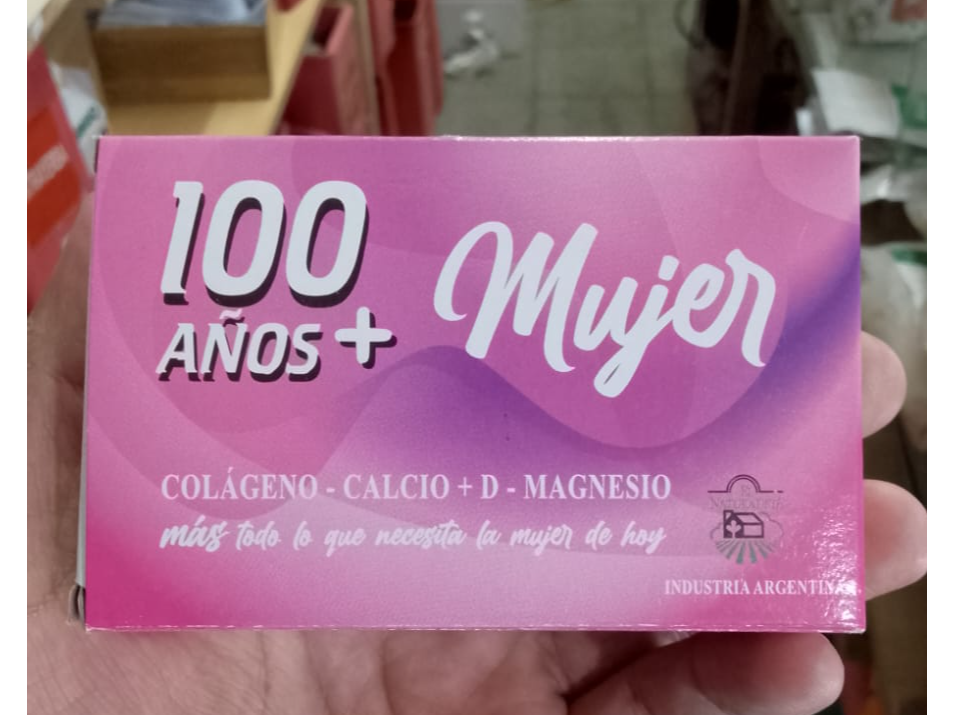 100
AÑOS +
Mujer
COLÁGENO - CALCIO + D - MAGNESIO
más todo lo que necesita la mujer de hoy
INDUSTRIA ARGENTINA